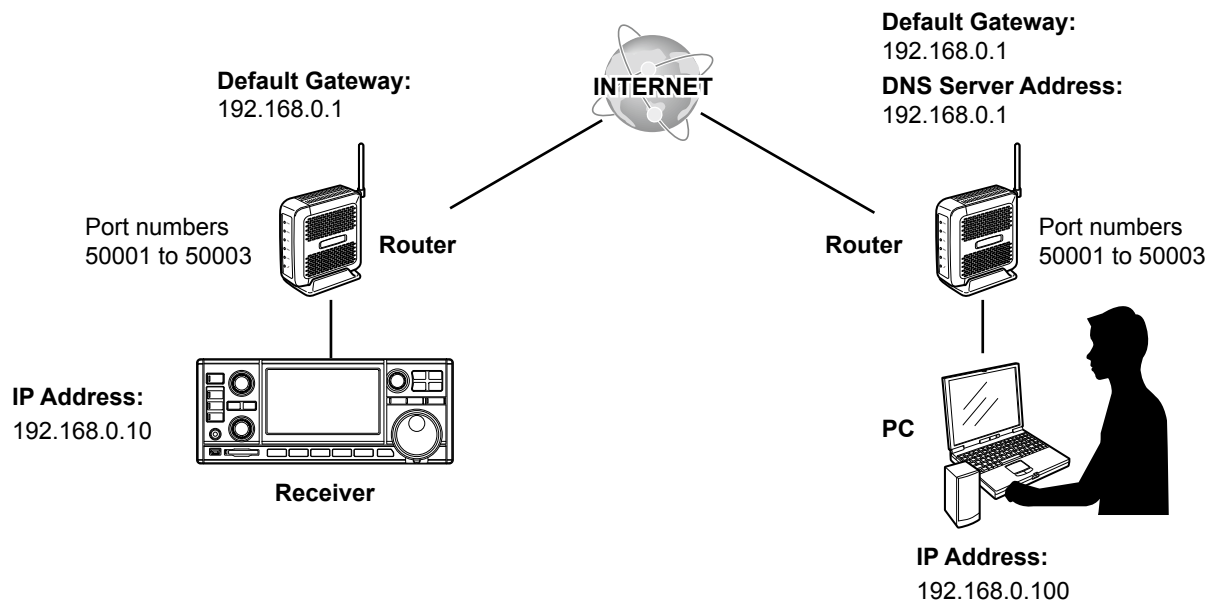 Default Gateway:
192.168.0.1
DNS Server Address:
192.168.0.1
INTERNET
Default Gateway:
192.168.0.1
Port numbers
50001 to 50003
Router
Router
Port numbers
50001 to 50003
IP Address:
192.168.0.10
Receiver
PC
IP Address:
192.168.0.100